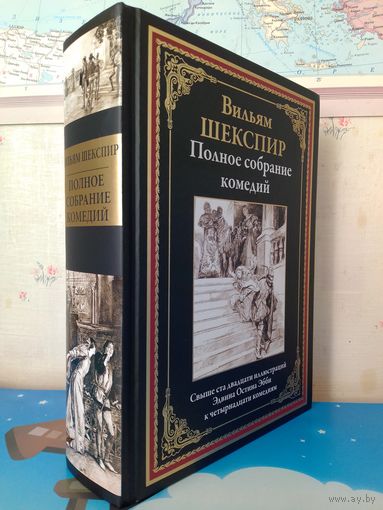 ВИЛЬЯМ ШЕКСПИР
ПОЛНОЕ
СОБРАНИЕ
КОМЕДИЙ
Вильям
ШЕКСПИР
Полное собрание
комедий
Свыше ста двадцати иллюстраций
Эдвина Остина Эбби
к четырнадцати комедиям
© www.ay.by